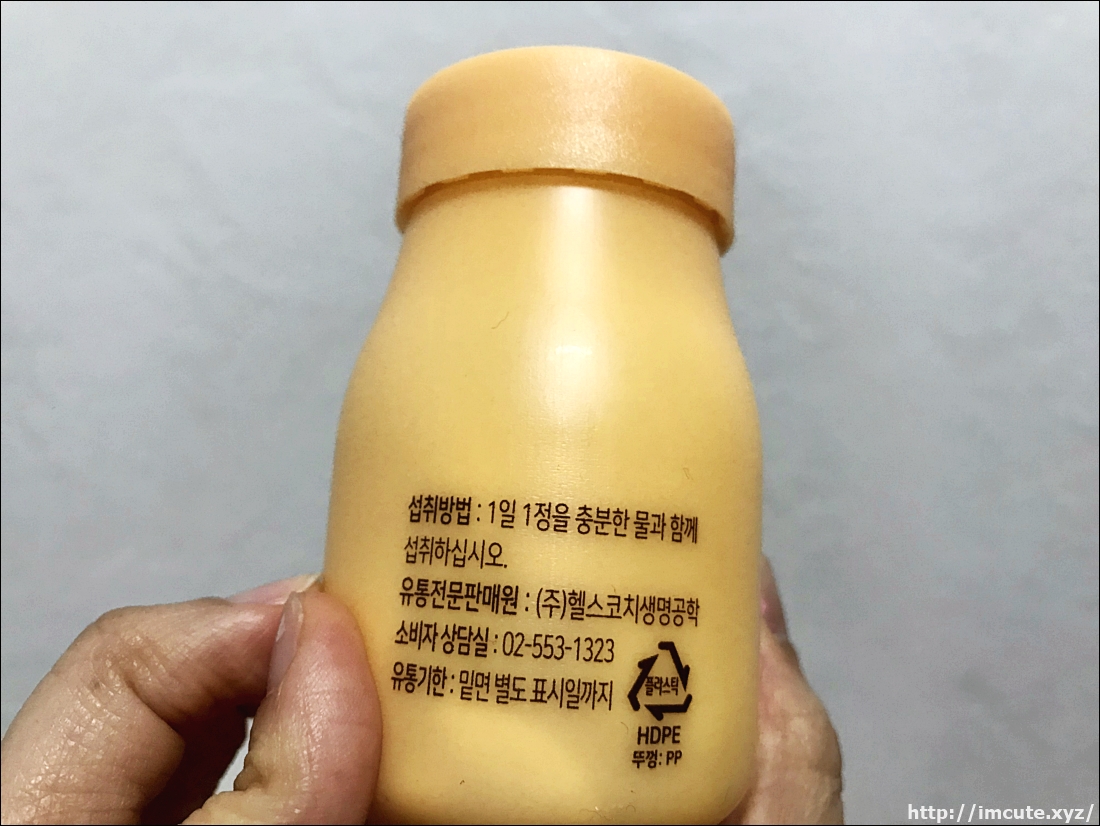 섭취방법 : 1일 1정을 충분한 물과 함께
섭취하십시오.
유통전문판매원 : (주)헬스코치생명공학
소비자 상담실 : 02-553-1323
유통기한 : 밑면 별도 표시일까지
플라스틱
HDPE
뚜껑: PP
http://imcute.xyz/